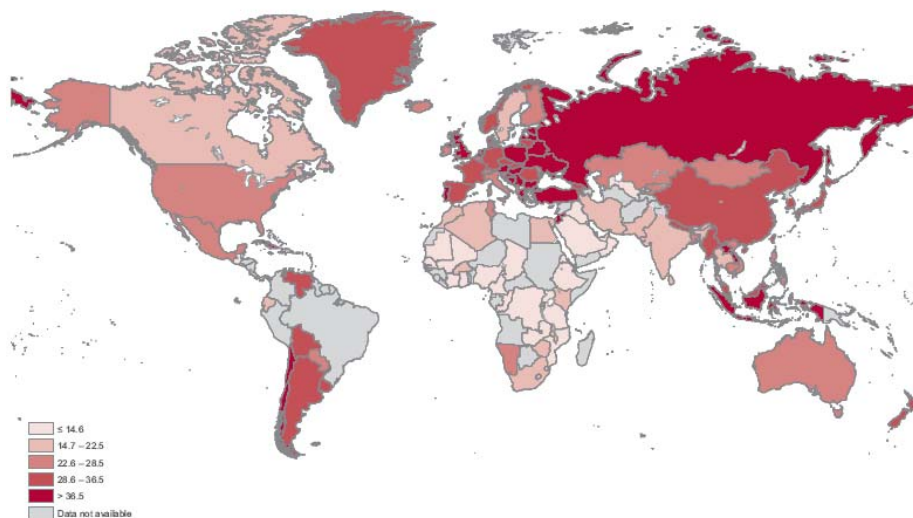 ≤ 14.6
14.7 – 22.5
22.6 – 28.5
28.6 – 36.5
> 36.5
Data not available